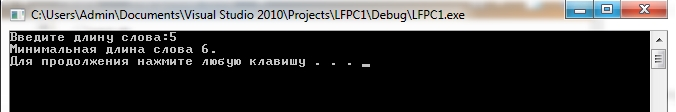 C:\Users\Admin\Documents\Visual Studio 2010\Projects\LFPC1\Debug\LFPC1.exe
Введите длину слова:5
Минимальная длина слова 6.
Для продолжения нажмите любую клавишу . . . _